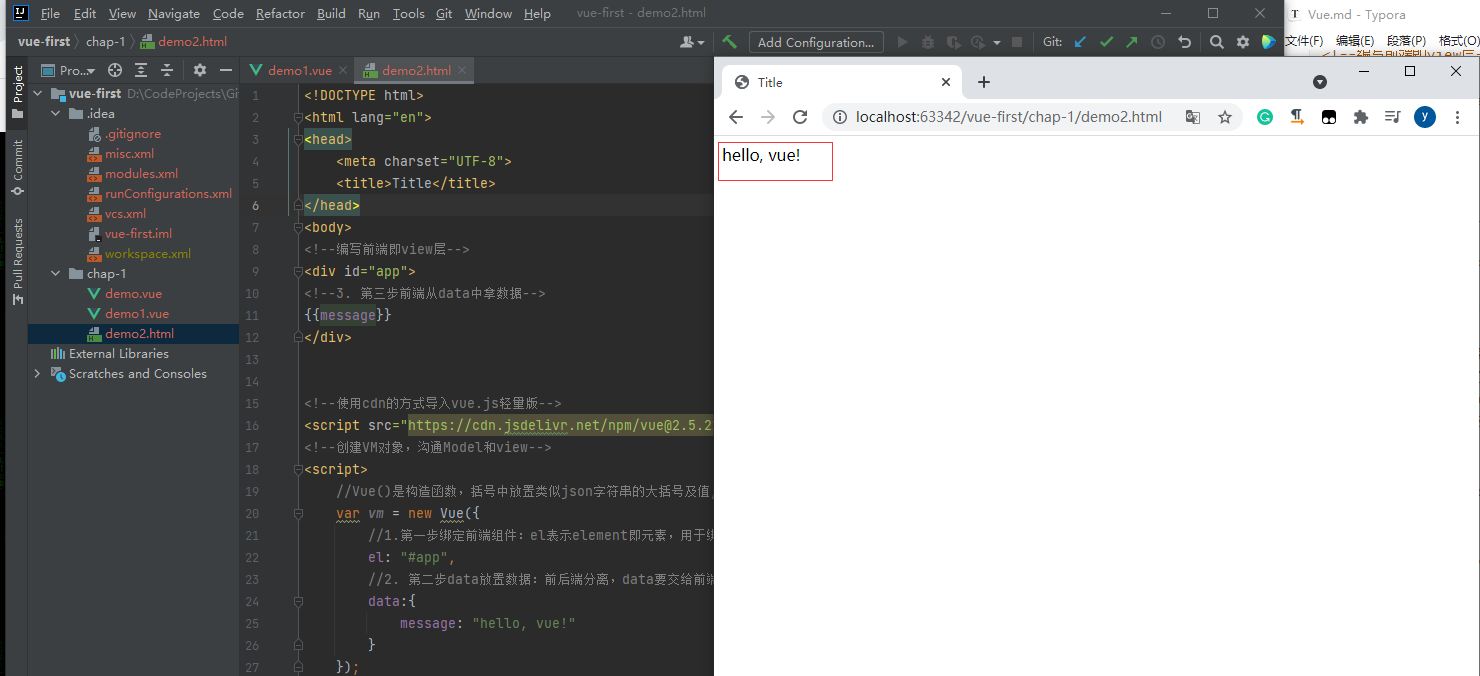 File Edit View Navigate Code Refactor Build Run Tools Git Window Help vue-first - demo2.html
vue-first chap-1 demo2.html Add Configuration... Git:
Project
Commit
Pull Requests
Pro...
vue-first D:\CodeProjects\Gi
.idea
.gitignore
misc.xml
modules.xml
runConfigurations.xml
vcs.xml
vue-first.iml
workspace.xml
chap-1
demo.vue
demo1.vue
demo2.html
External Libraries
Scratches and Consoles
demo1.vue demo2.html
1 <!DOCTYPE html>
2 <html lang="en">
3 <head>
4 <meta charset="UTF-8">
5 <title>Title</title>
6 </head>
7 <body>
8 <!--编写前端即view层-->
9 <div id="app">
10 <!--3. 第三步前端从data中拿数据-->
11 {{message}}
12 </div>
13
14
15 <!--使用cdn的方式导入vue.js轻量版-->
16 <script src="https://cdn.jsdelivr.net/npm/vue@2.5.2
17 <!--创建VM对象，沟通Model和view-->
18 <script>
19 //Vue()是构造函数，括号中放置类似json字符串的大括号及值
20 var vm = new Vue({
21 //1.第一步绑定前端组件：el表示element即元素，用于绑
22 el: "#app",
23 //2. 第二步data放置数据：前后端分离，data要交给前端
24 data:{
25 message: "hello, vue!"
26 }
27 });
Vue.md - Typora
文件(F) 编辑(E) 段落(P) 格式(O)
Title
localhost:63342/vue-first/chap-1/demo2.html
y
hello, vue!